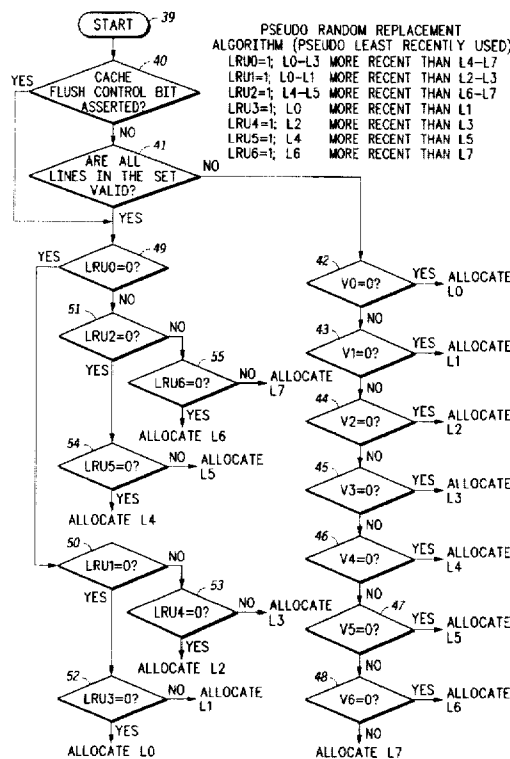 START
39
PSEUDO RANDOM REPLACEMENT
ALGORITHM (PSEUDO LEAST RECENTLY USED)
LRU0=1; L0-L3 MORE RECENT THAN L4-L7
LRU1=1; L0-L1 MORE RECENT THAN L2-L3
LRU2=1; L4-L5 MORE RECENT THAN L6-L7
LRU3=1; L0 MORE RECENT THAN L1
LRU4=1; L2 MORE RECENT THAN L3
LRU5=1; L4 MORE RECENT THAN L5
LRU6=1; L6 MORE RECENT THAN L7
40
YES
CACHE
FLUSH CONTROL BIT
ASSERTED?
NO
41
ARE ALL
LINES IN THE SET
VALID?
NO
YES
49
YES
LRU0=0?
NO
51
LRU2=0?
NO
YES
55
LRU6=0?
NO
ALLOCATE
L7
YES
ALLOCATE L6
54
LRU5=0?
NO
ALLOCATE
L5
YES
ALLOCATE L4
50
LRU1=0?
NO
YES
53
LRU4=0?
NO
ALLOCATE
L3
YES
ALLOCATE L2
52
LRU3=0?
NO
ALLOCATE
L1
YES
ALLOCATE L0
42
V0=0?
YES
ALLOCATE
L0
NO
43
V1=0?
YES
ALLOCATE
L1
NO
44
V2=0?
YES
ALLOCATE
L2
NO
45
V3=0?
YES
ALLOCATE
L3
NO
46
V4=0?
YES
ALLOCATE
L4
NO
47
V5=0?
YES
ALLOCATE
L5
NO
48
V6=0?
YES
ALLOCATE
L6
NO
ALLOCATE L7